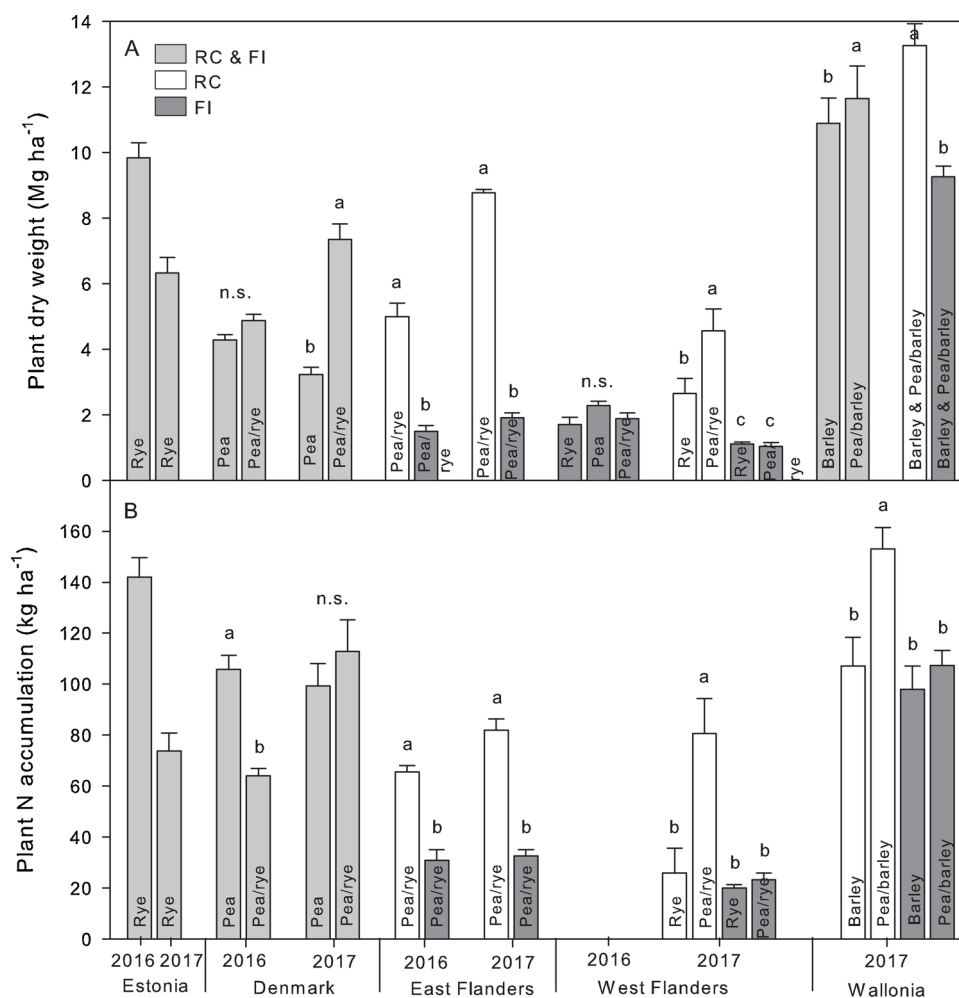 A
RC & FI
RC
FI
Plant dry weight (Mg ha-1)
14
12
10
8
6
4
2
0
Rye
Rye
n.s.
Pea
Pea/rye
b
a
Pea
Pea/rye
a
b
Pea/rye
Pea/
rye
a
b
Pea/rye
Pea/rye
n.s.
Rye
Pea
Pea/rye
b
a
c
c
Rye
Pea/rye
Rye
Pea/
rye
b
a
Barley
Pea/barley
a
b
Barley & Pea/barley
Barley & Pea/barley
B
Plant N accumulation (kg ha-1)
160
140
120
100
80
60
40
20
0
Rye
Rye
a
b
Pea
Pea/rye
n.s.
Pea
Pea/rye
a
b
Pea/rye
Pea/rye
a
b
Pea/rye
Pea/rye
b
a
b
b
Rye
Pea/rye
Rye
Pea/rye
b
a
b
b
Barley
Pea/barley
Barley
Pea/barley
2016 2017 2016 2017 2016 2017 2016 2017 2017
Estonia Denmark East Flanders West Flanders Wallonia